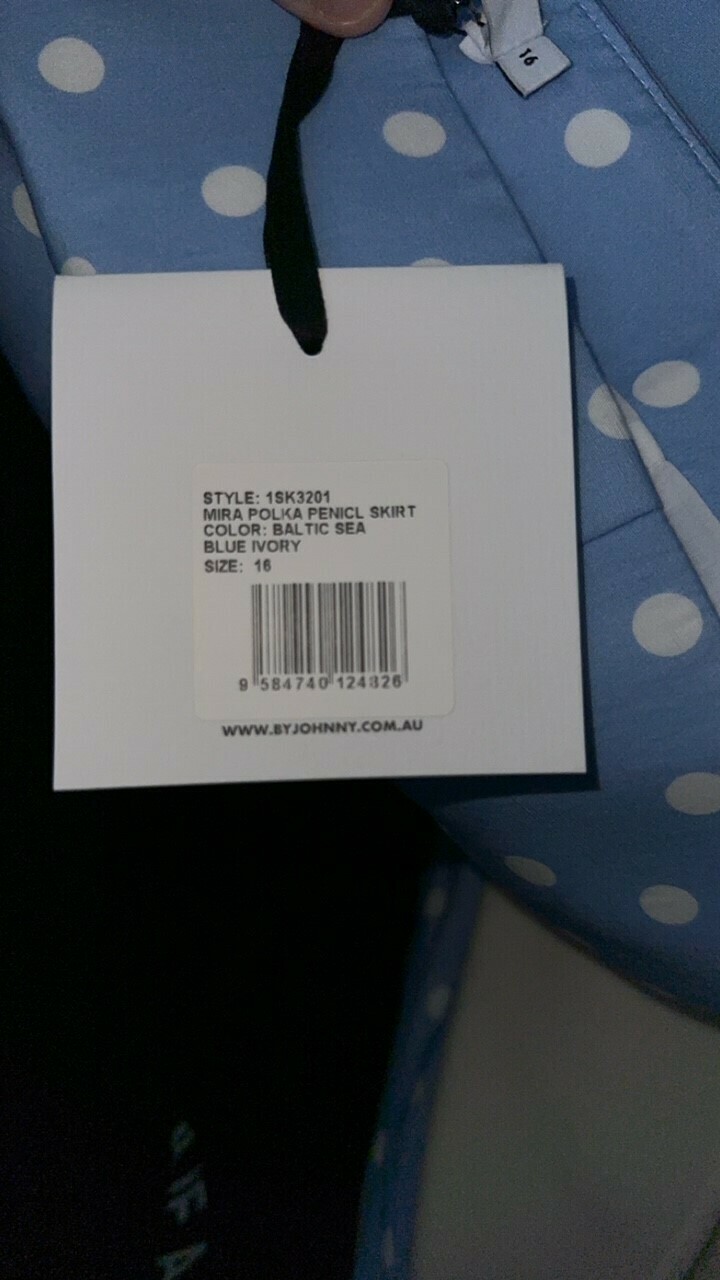 16
STYLE: 1SK3201
MIRA POLKA PENICL SKIRT
COLOR: BALTIC SEA
BLUE IVORY
SIZE: 16
9 584740 124826
WWW.BYJOHNNY.COM.AU